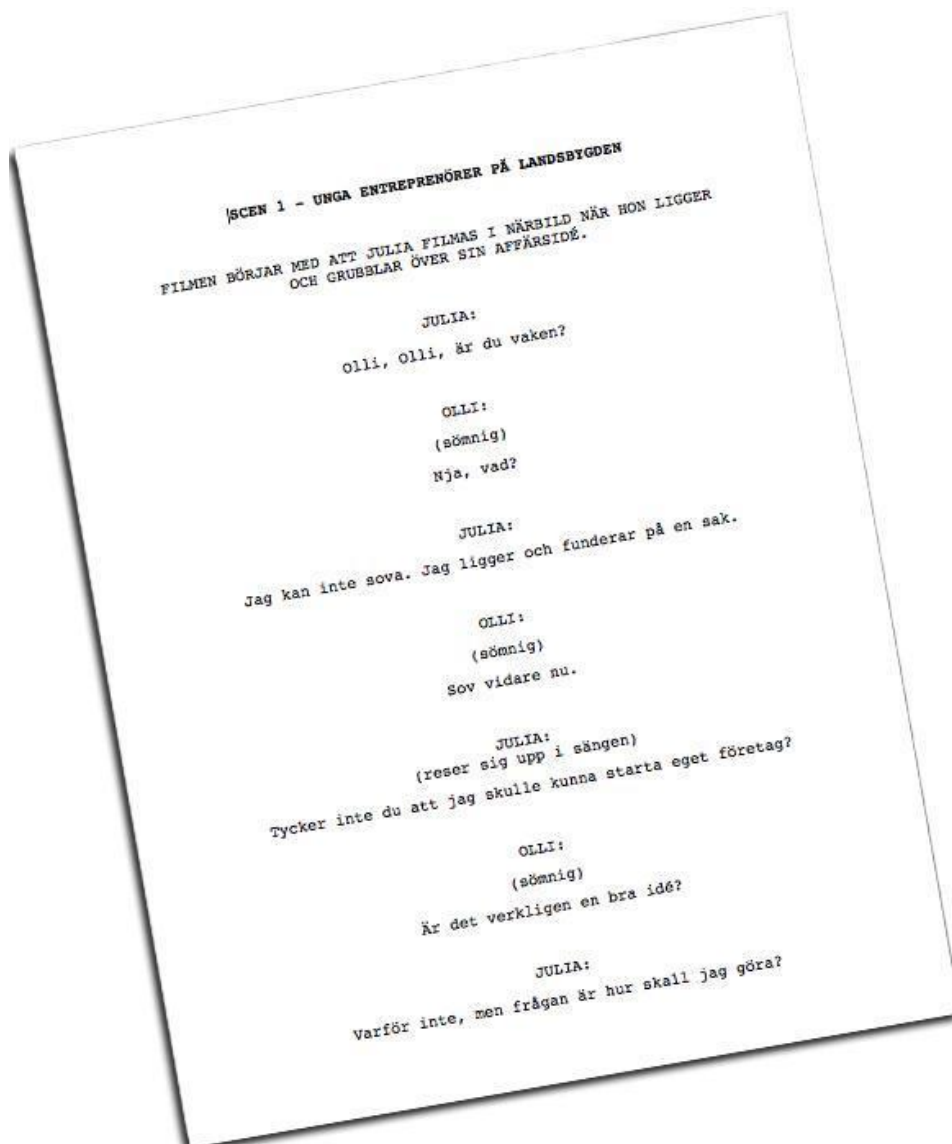 SCEN 1 - UNGA ENTREPRENÖRER PÅ LANDSBYGDEN
FILMEN BÖRJAR MED ATT JULIA FILMAS I NÄRBILD NÄR HON LIGGER
OCH GRUBBLAR ÖVER SIN AFFÄRSIDÉ.
JULIA:
Olli, Olli, är du vaken?
OLLI:
(sömnig)
Nja, vad?
JULIA:
Jag kan inte sova. Jag ligger och funderar på en sak.
OLLI:
(sömnig)
Sov vidare nu.
JULIA:
(reser sig upp i sängen)
Tycker inte du att jag skulle kunna starta eget företag?
OLLI:
(sömnig)
Är det verkligen en bra idé?
JULIA:
Varför inte, men frågan är hur skall jag göra?